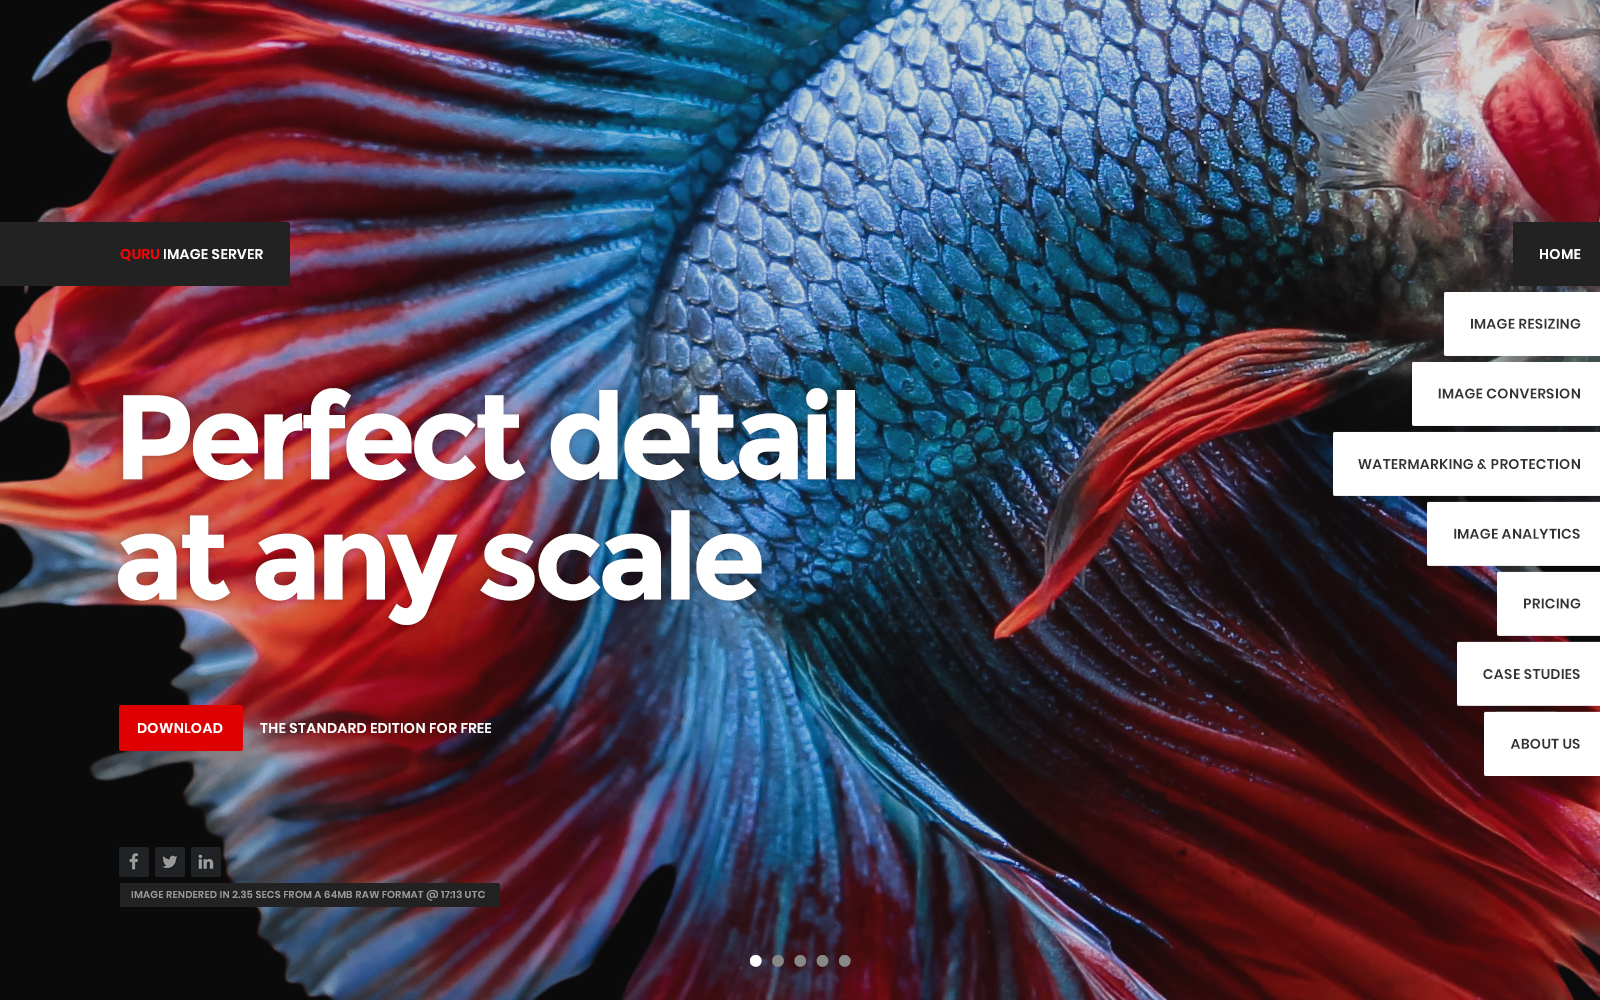 QURU IMAGE SERVER
HOME
IMAGE RESIZING
IMAGE CONVERSION
WATERMARKING & PROTECTION
IMAGE ANALYTICS
PRICING
CASE STUDIES
ABOUT US
Perfect detail
at any scale
DOWNLOAD THE STANDARD EDITION FOR FREE
IMAGE RENDERED IN 2.35 SECS FROM A 64MB RAW FORMAT @ 17:13 UTC